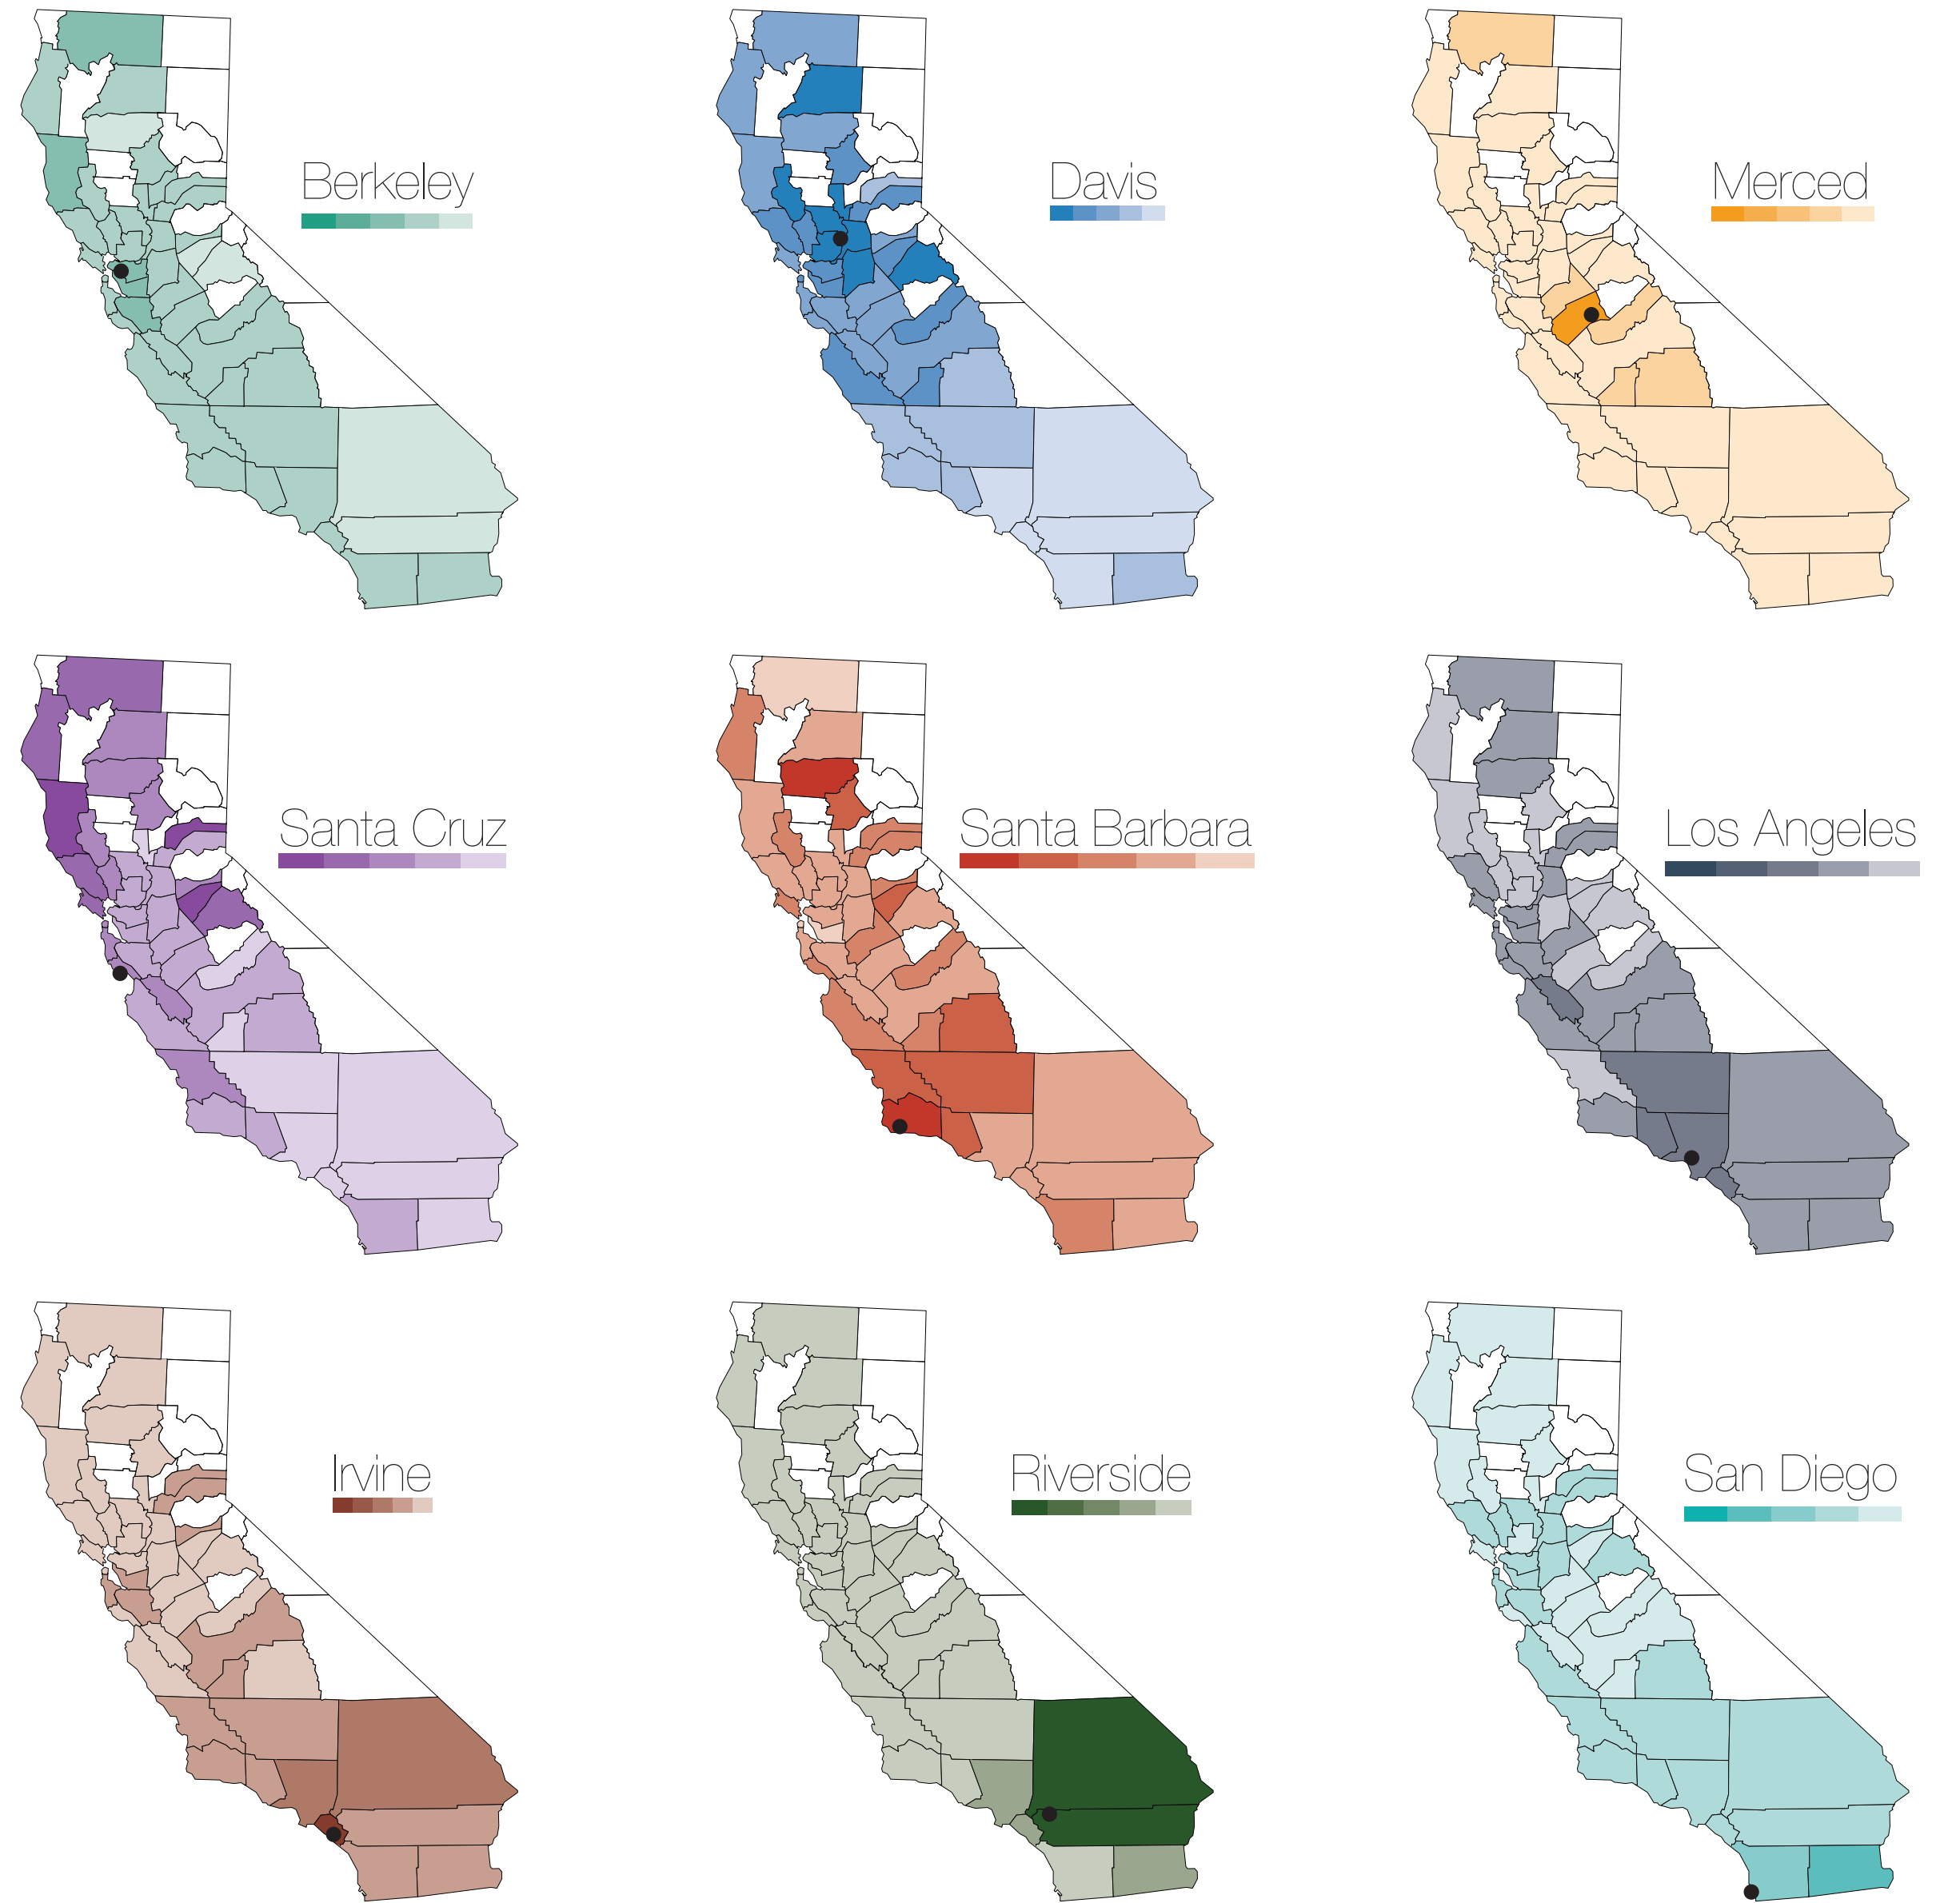 Berkeley
Davis
Merced
Santa Cruz
Santa Barbara
Los Angeles
Irvine
Riverside
San Diego